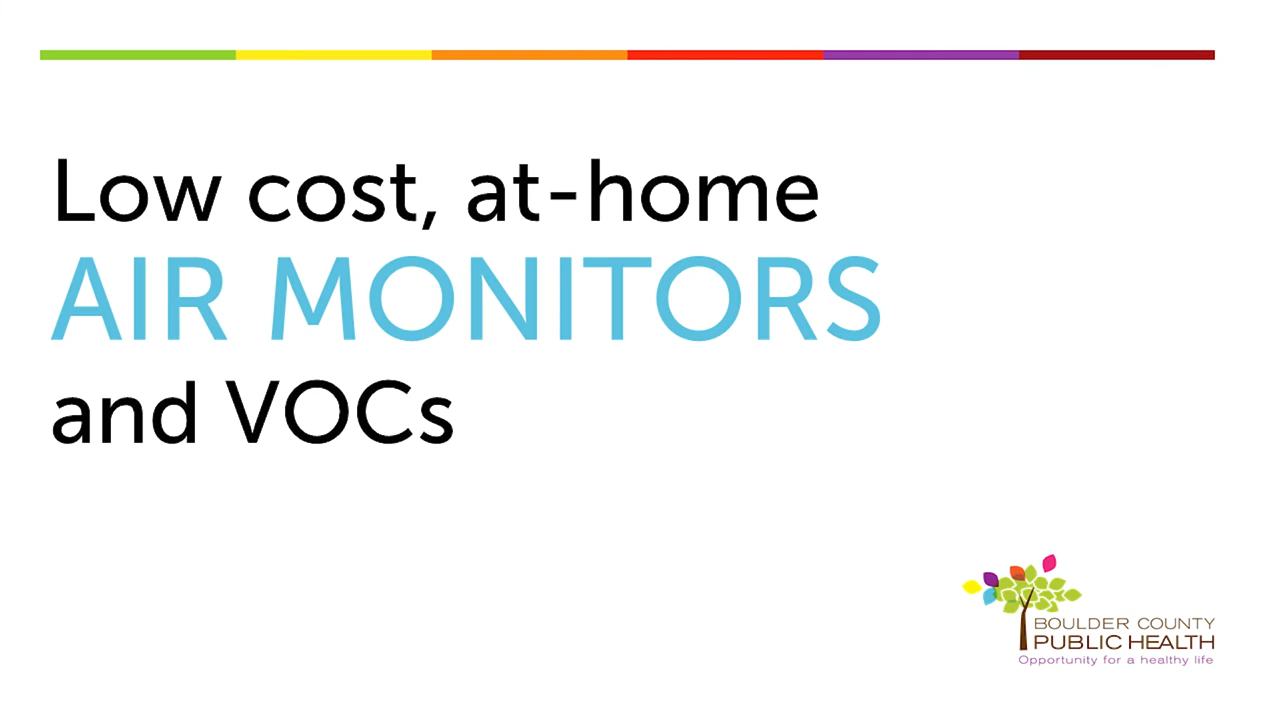 Low cost, at-home
AIR MONITORS
and VOCs
BOULDER COUNTY
PUBLIC HEALTH
Opportunity for a healthy life